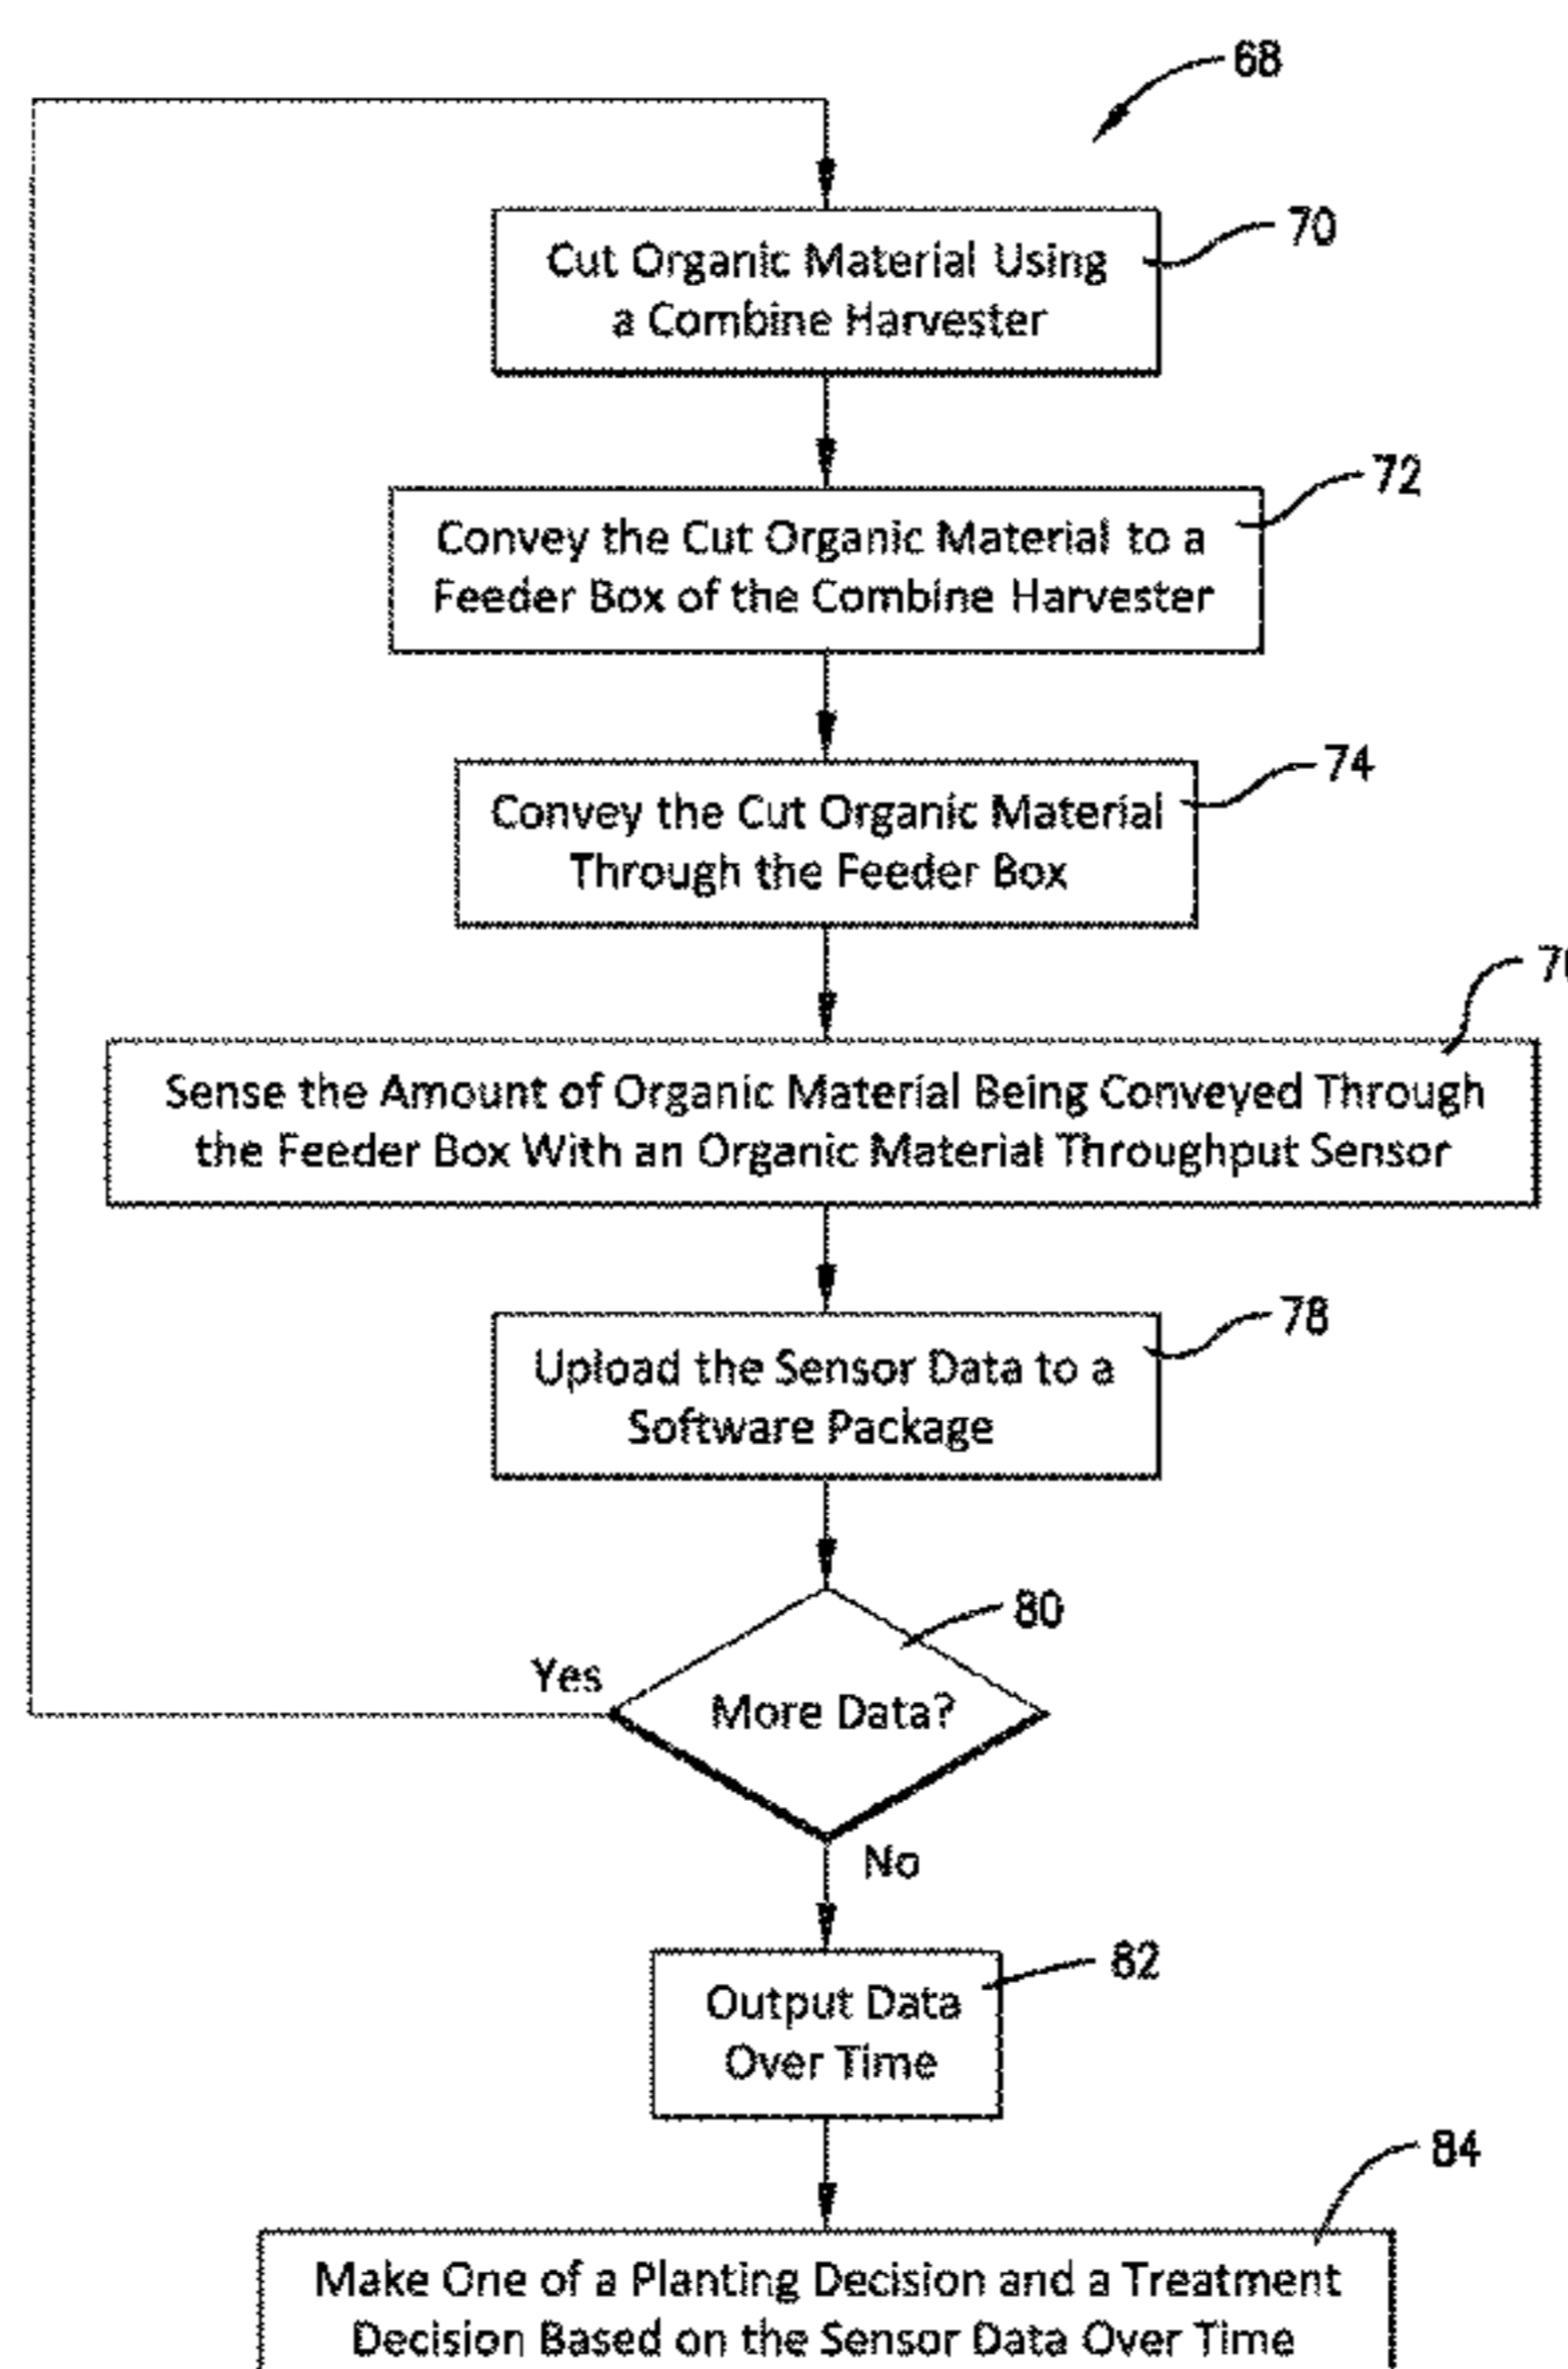 68
Cut Organic Material Using
70
a Combine Harvester
72
Convey the Cut Organic Material to a
Feeder Box of the Combine Harvester
74
Convey the Cut Organic Material
Through the Feeder Box
Sense the Amount of Organic Material Being Conveyed Through
the Feeder Box With an Organic Material Throughput Sensor
78
Upload the Sensor Data to a
Software Package
80
Yes
More Data?
No
82
Output Data
Over Time
84
Make One of a Planting Decision and a Treatment
Decision Based on the Sensor Data Over Time